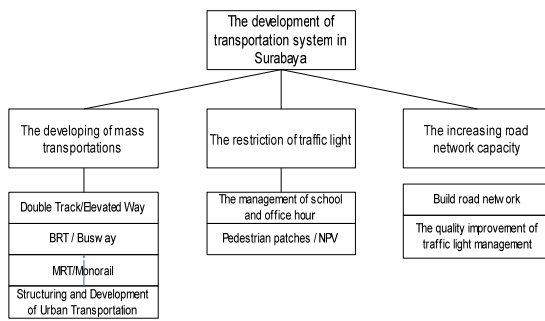 The development of
transportation system in
Surabaya
The developing of mass
transportations
The restriction of traffic light
The increasing road
network capacity
Double Track/Elevated Way
BRT / Busway
MRT/Monorail
Structuring and Development
of Urban Transportation
The management of school
and office hour
Pedestrian patches / NPV
Build road network
The quality improvement of
traffic light management